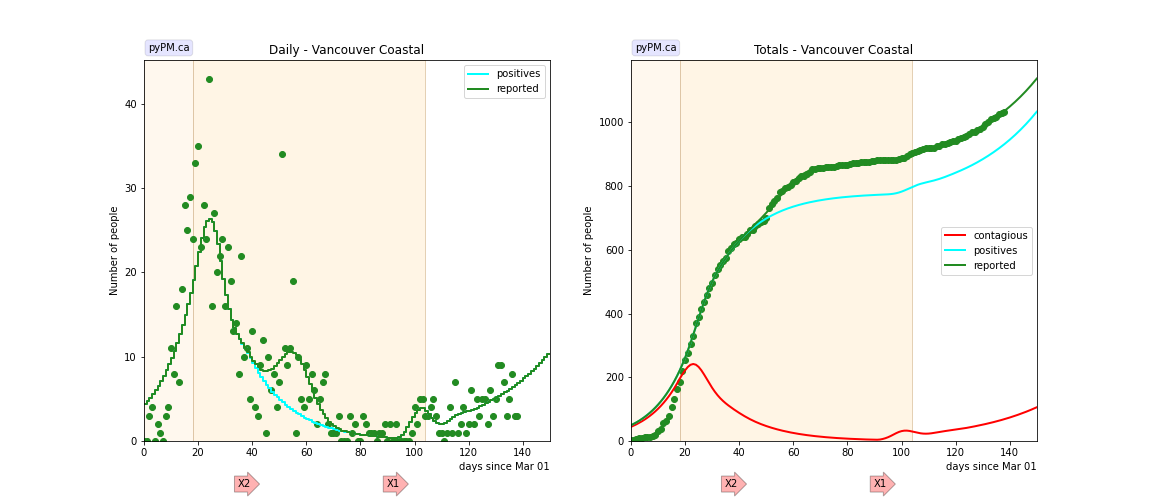 pyPM.ca
Daily - Vancouver Coastal
positives
reported
Number of people
0
10
20
30
40
0
20
40
60
80
100
120
140
days since Mar 01
X2
X1
pyPM.ca
Totals - Vancouver Coastal
contagious
positives
reported
Number of people
0
200
400
600
800
1000
0
20
40
60
80
100
120
140
days since Mar 01
X2
X1